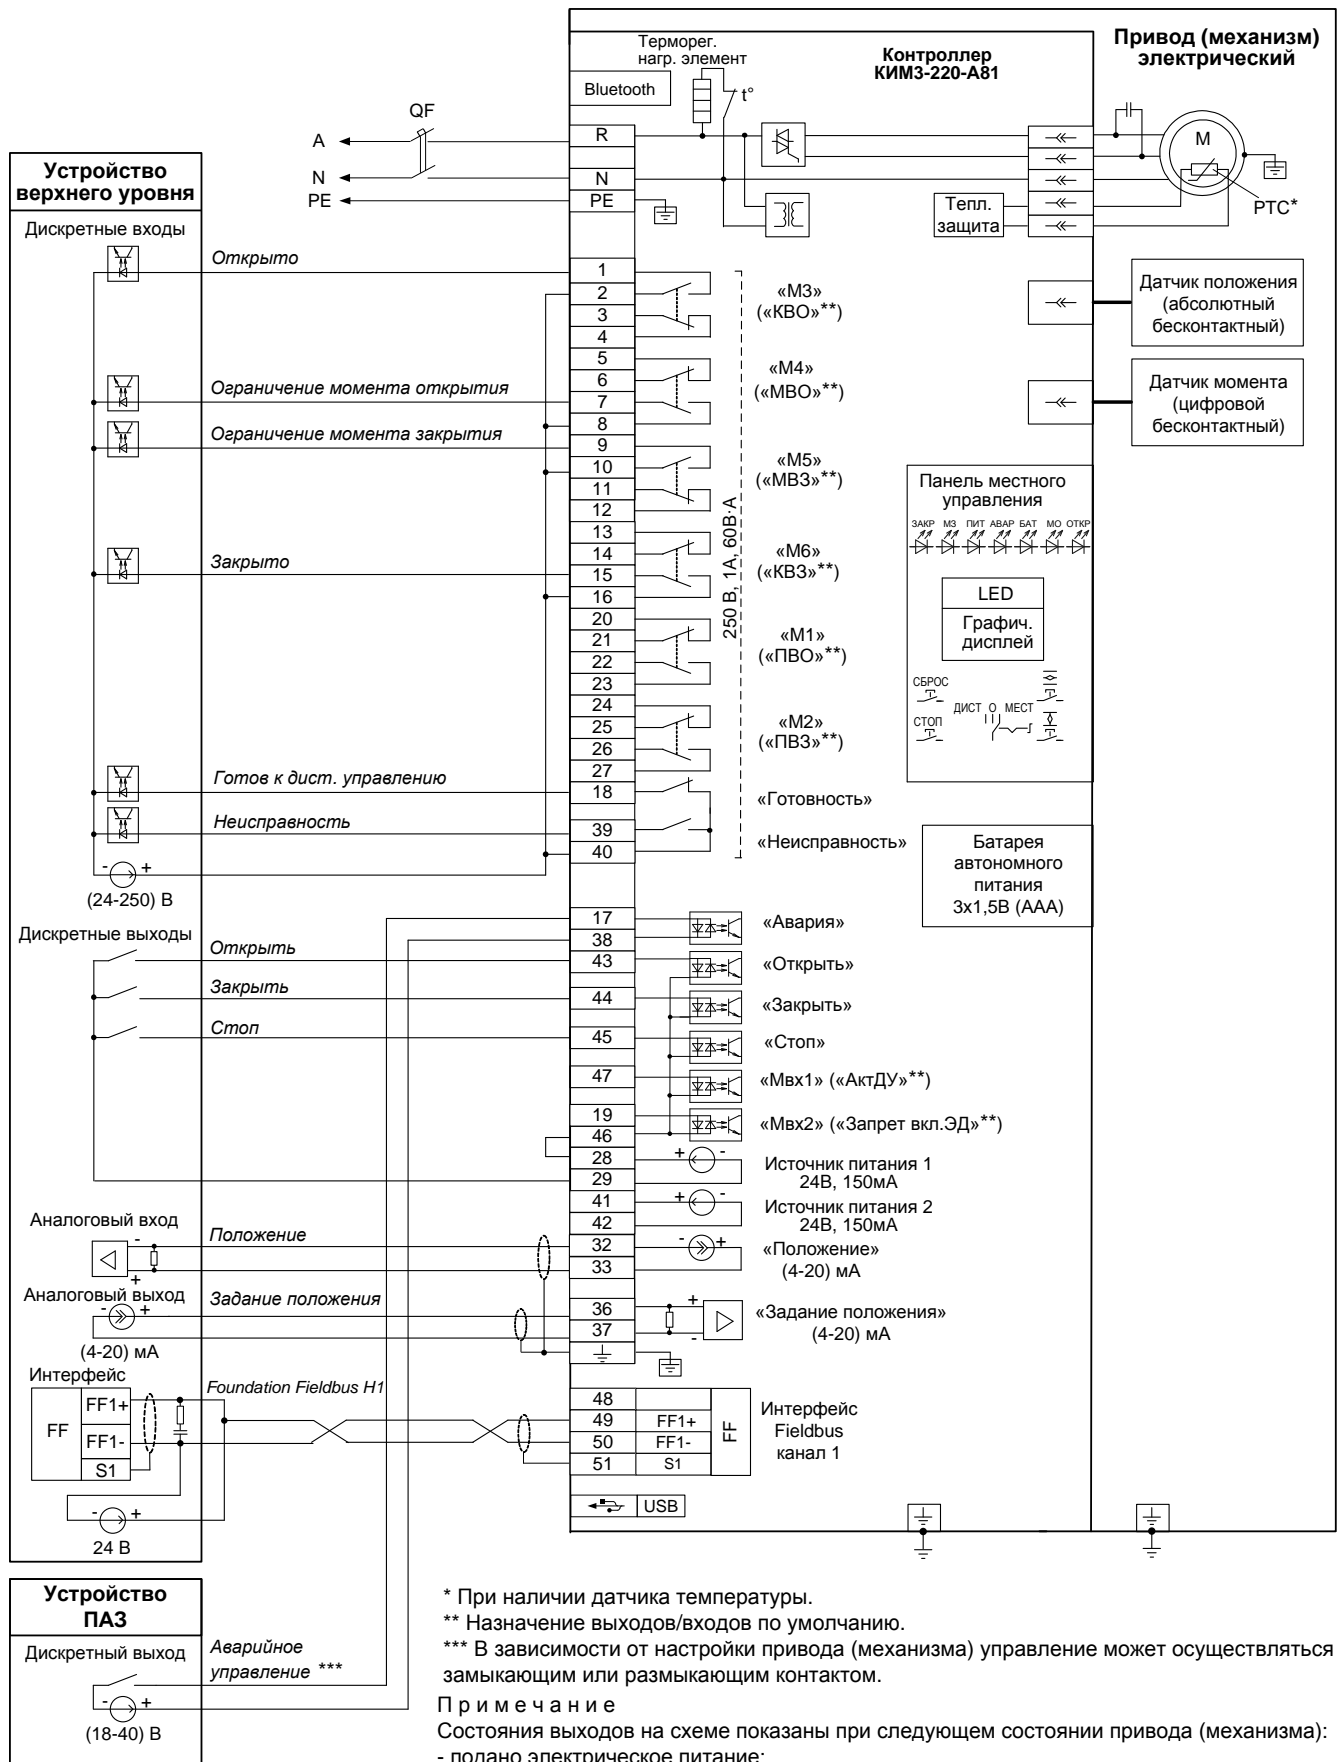 Привод (механизм)
электрический
Контроллер
КИМ3-220-А81
Терморег.
нагр. элемент
t°
Bluetooth
QF
A
N
PE
R
N
PE
M
PTC*
Тепл.
защита
Устройство
верхнего уровня
Дискретные входы
Открыто
Ограничение момента открытия
Ограничение момента закрытия
Закрыто
Готов к дист. управлению
Неисправность
- +
(24-250) В
1
2
3
4
5
6
7
8
9
10
11
12
13
14
15
16
20
21
22
23
24
25
26
27
18
39
40
«М3»
(«КВО»**)
«М4»
(«МВО»**)
«М5»
(«МВЗ»**)
«М6»
(«КВЗ»**)
«М1»
(«ПВО»**)
«М2»
(«ПВЗ»**)
«Готовность»
«Неисправность»
250 В, 1А, 60В·А
Датчик положения
(абсолютный
бесконтактный)
Датчик момента
(цифровой
бесконтактный)
Панель местного
управления
ЗАКР МЗ ПИТ АВАР БАТ МО ОТКР
LED
Графич.
дисплей
СБРОС
СТОП
ДИСТ О МЕСТ
Батарея
автономного
питания
3х1,5В (ААА)
Дискретные выходы
Открыть
Закрыть
Стоп
17
38
43
44
45
47
19
46
28
29
41
42
32
33
36
37
«Авария»
«Открыть»
«Закрыть»
«Стоп»
«Мвх1» («АктДУ»**)
«Мвх2» («Запрет вкл.ЭД»**)
+ -
Источник питания 1
24В, 150мА
+ -
Источник питания 2
24В, 150мА
- +
«Положение»
(4-20) мА
+
-
«Задание положения»
(4-20) мА
Аналоговый вход
-
+
Положение
Аналоговый выход
- +
(4-20) мА
Задание положения
Интерфейс
FF
FF1+
FF1-
S1
Foundation Fieldbus H1
- +
24 В
48
49 FF1+
50 FF1-
51 S1
FF
Интерфейс
Fieldbus
канал 1
USB
Устройство
ПАЗ
Дискретный выход
- +
(18-40) В
Аварийное
управление ***
* При наличии датчика температуры.
** Назначение выходов/входов по умолчанию.
*** В зависимости от настройки привода (механизма) управление может осуществляться
замыкающим или размыкающим контактом.
П р и м е ч а н и е
Состояния выходов на схеме показаны при следующем состоянии привода (механизма):
- подано электрическое питание;